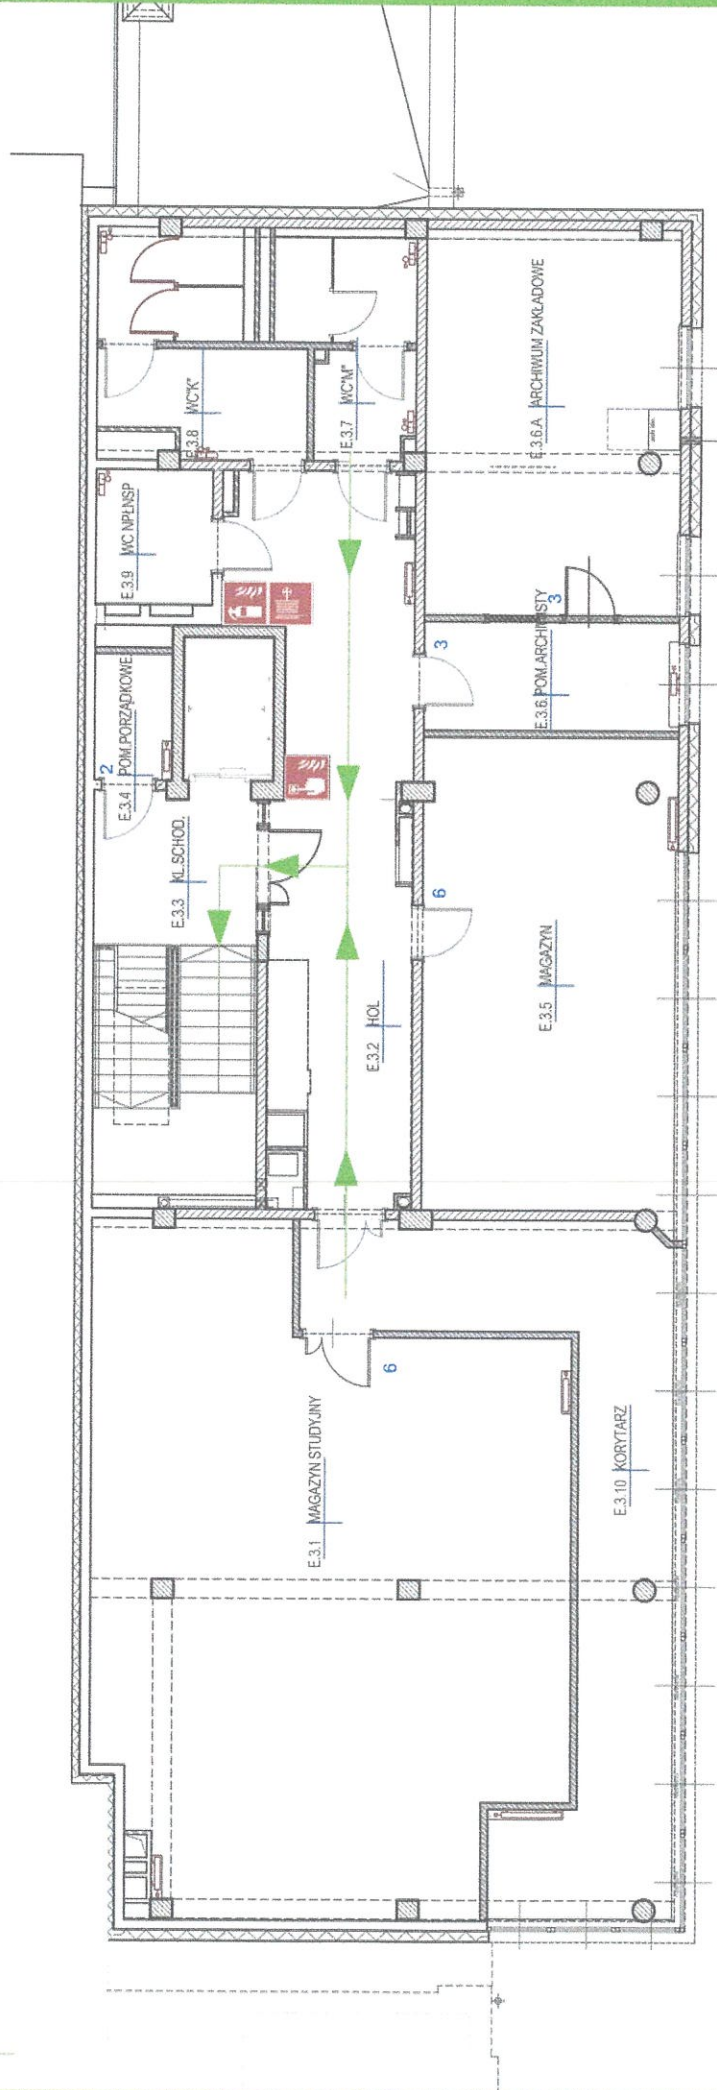 E.3.8 WC"K"
E.3.7 WC"M"
E.3.6.A ARCHIWUM ZAKŁADOWE
E.3.9 WC NPŁNSP
3
E.3.6. POM.ARCHIWISTY
3
E.3.4 POM.PORZĄDKOWE
2
E.3.3 KL.SCHOD.
6
E.3.2 HOL
E.3.5 MAGAZYN
6
E.3.1 MAGAZYN STUDYJNY
E.3.10 KORYTARZ